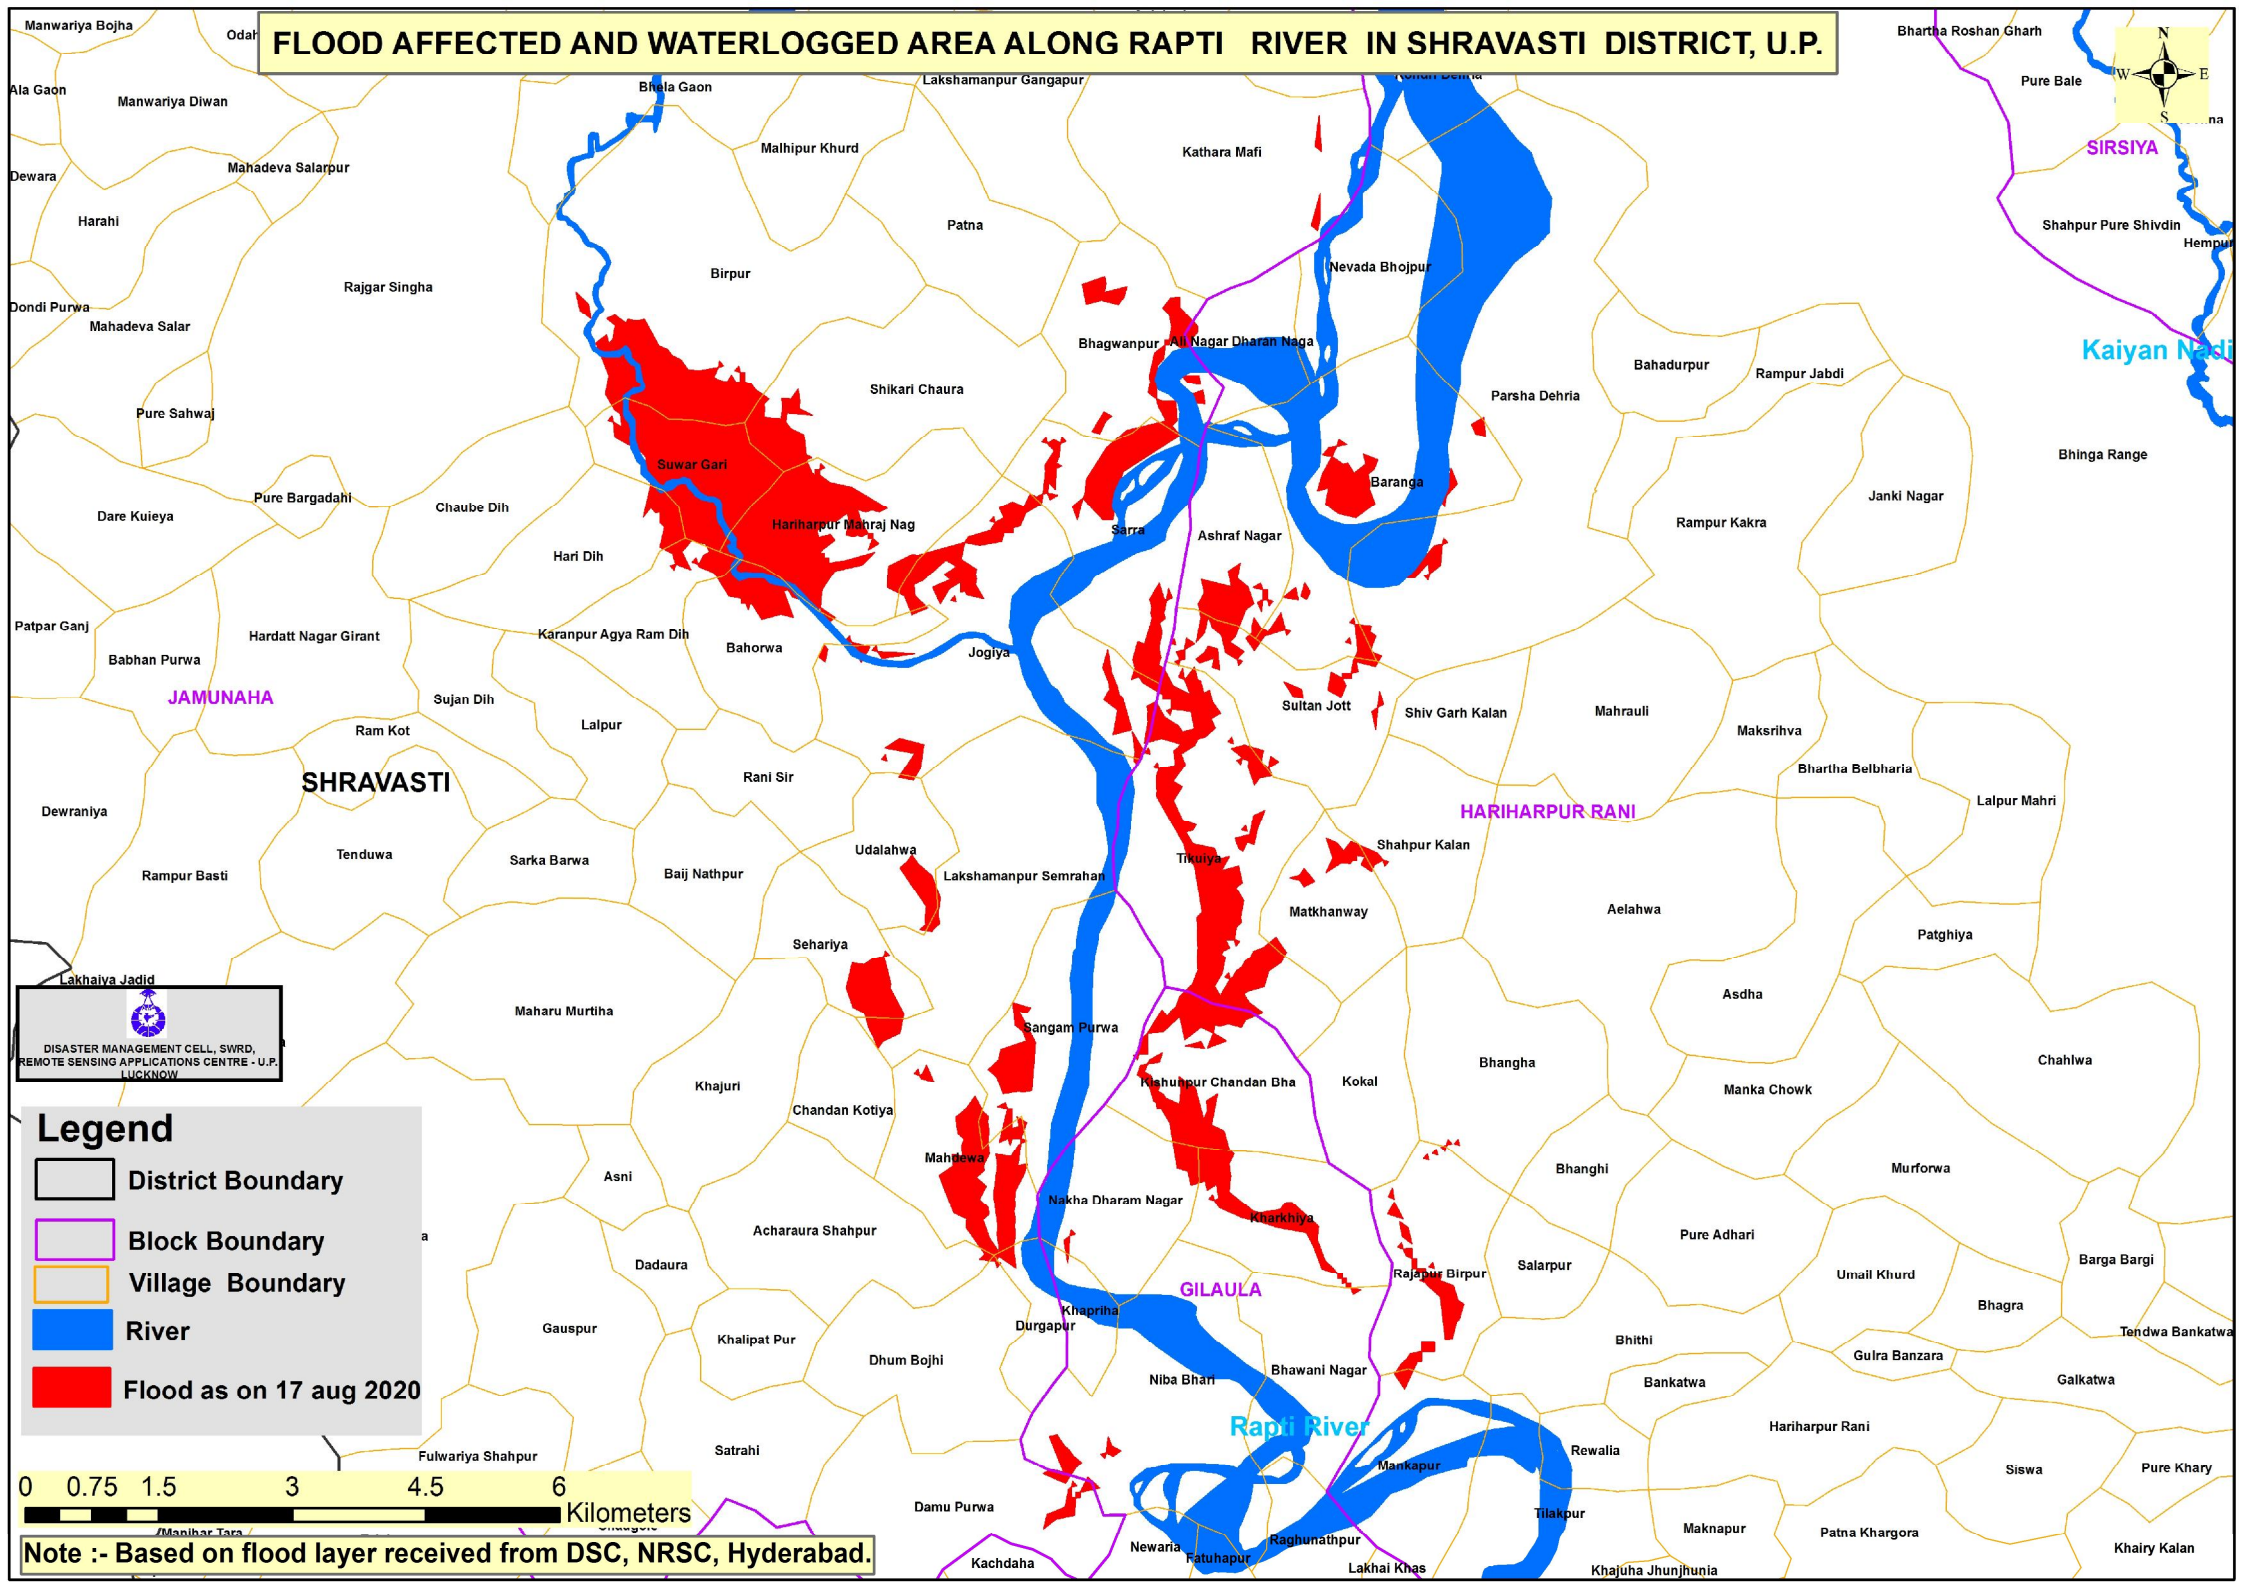 FLOOD AFFECTED AND WATERLOGGED AREA ALONG RAPTI RIVER IN SHRAVASTI DISTRICT, U.P.
Manwariya Bojha
Bhartha Roshan Gharh
N
W E
S
Ala Gaon
Manwariya Diwan
Bhela Gaon
Lakshamanpur Gangapur
Pure Bale
Malhipur Khurd
Kathara Mafi
SIRSIYA
Dewara
Mahadeva Salarpur
Harahi
Patna
Shahpur Pure Shivdin
Hempur
Rajgar Singha
Birpur
Nevada Bhojpur
Dondi Purwa
Mahadeva Salar
Bhagwanpur
Ali Nagar Dharan Naga
Kaiyan Nadi
Bahadurpur
Rampur Jabdi
Shikari Chaura
Parsha Dehria
Pure Sahwaj
Bhinga Range
Suwar Gari
Baranga
Pure Bargadahi
Chaube Dih
Janki Nagar
Dare Kuieya
Hariharpur Mahraj Nag
Sarra
Ashraf Nagar
Rampur Kakra
Hari Dih
Patpar Ganj
Hardatt Nagar Girant
Karanpur Agya Ram Dih
Bahorwa
Jogiya
Babhan Purwa
JAMUNAHA
Sujan Dih
Sultan Jott
Shiv Garh Kalan
Mahrauli
Ram Kot
Lalpur
Maksrihva
SHRAVASTI
Rani Sir
Bhartha Belbharia
Dewraniya
HARIHARPUR RANI
Lalpur Mahri
Tenduwa
Sarka Barwa
Udalahwa
Tikuiya
Shahpur Kalan
Rampur Basti
Baij Nathpur
Lakshamanpur Semrahan
Matkhanway
Aelahwa
Sehariya
Patghiya
Lakhaiya Jadid
Asdha
DISASTER MANAGEMENT CELL, SWRD,
REMOTE SENSING APPLICATIONS CENTRE - U.P.
LUCKNOW
Maharu Murtiha
Sangam Purwa
Bhangha
Chahlwa
Khajuri
Kishunpur Chandan Bha
Kokal
Manka Chowk
Chandan Kotiya
Legend
District Boundary
Block Boundary
Village Boundary
River
Flood as on 17 aug 2020
Asni
Mahdewa
Bhanghi
Murforwa
Nakha Dharam Nagar
Kharkhiya
Acharaura Shahpur
Pure Adhari
Dadaura
Rajapur Birpur
Salarpur
Barga Bargi
GILAULA
Umail Khurd
Khapriha
Bhagra
Gauspur
Khalipat Pur
Durgapur
Bhithi
Tendwa Bankatwa
Dhum Bojhi
Niba Bhari
Bhawani Nagar
Gulra Banzara
Bankatwa
Galkatwa
Rapti River
Hariharpur Rani
Fulwariya Shahpur
Satrahi
Rewalia
Mankapur
Siswa
Pure Khary
0 0.75 1.5 3 4.5 6
Kilometers
Damu Purwa
Tilakpur
Maknapur
Patna Khargora
Manihar Tara
Newaria
Raghunathpur
Khairy Kalan
Note :- Based on flood layer received from DSC, NRSC, Hyderabad.
Kachdaha
Fatuhapur
Lakhai Khas
Khajuha Jhunjhunia